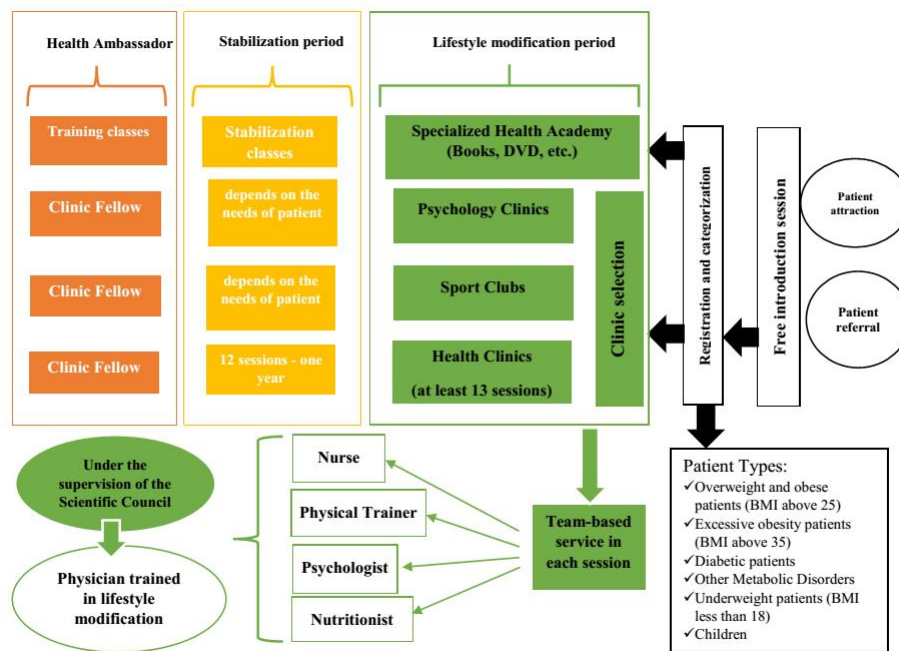 Health Ambassador
Training classes
Clinic Fellow
Clinic Fellow
Clinic Fellow
Stabilization period
Stabilization
classes
depends on the
needs of patient
depends on the
needs of patient
12 sessions - one
year
Lifestyle modification period
Specialized Health Academy
(Books, DVD, etc.)
Psychology Clinics
Sport Clubs
Health Clinics
(at least 13 sessions)
Clinic selection
Registration and categorization
Free introduction session
Patient
attraction
Patient
referral
Under the
supervision of the
Scientific Council
Physician trained
in lifestyle
modification
Nurse
Physical Trainer
Psychologist
Nutritionist
Team-based
service in
each session
Patient Types:
✓Overweight and obese
patients (BMI above 25)
✓Excessive obesity patients
(BMI above 35)
✓Diabetic patients
✓Other Metabolic Disorders
✓Underweight patients (BMI
less than 18)
✓Children